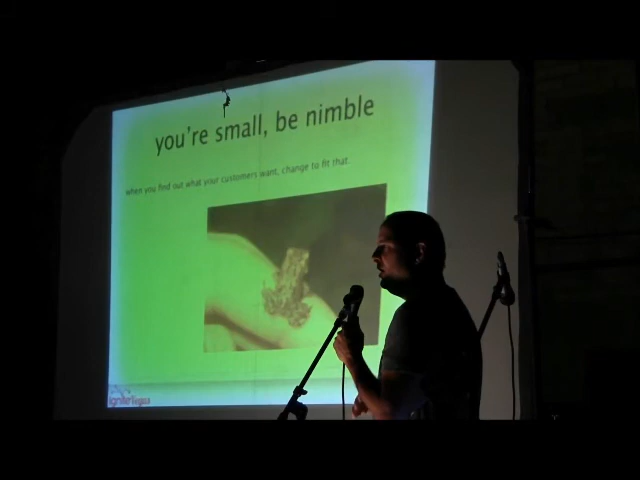 you're small, be nimble
when you find out what your customers want, change to fit that.